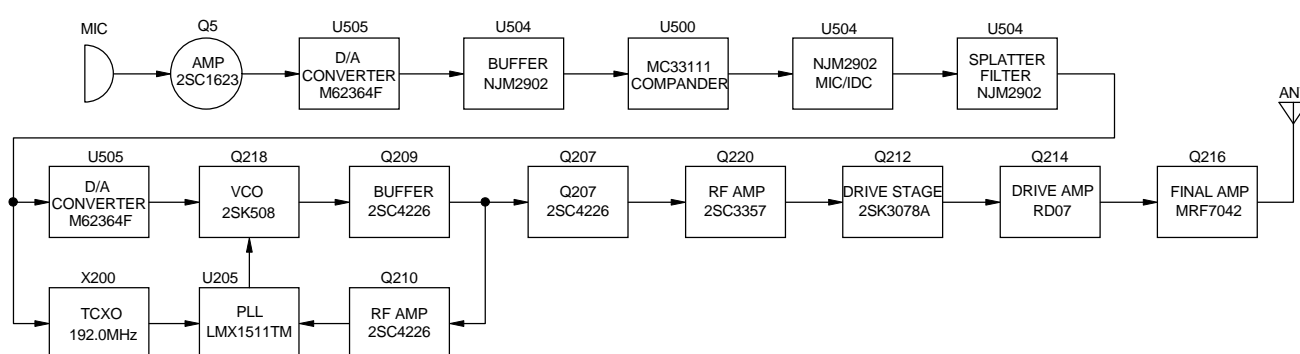 MIC
Q5
AMP
2SC1623
U505
D/A
CONVERTER
M62364F
U504
BUFFER
NJM2902
U500
MC33111
COMPANDER
U504
NJM2902
MIC/IDC
U504
SPLATTER
FILTER
NJM2902
AN
U505
D/A
CONVERTER
M62364F
Q218
VCO
2SK508
Q209
BUFFER
2SC4226
Q207
Q207
2SC4226
Q220
RF AMP
2SC3357
Q212
DRIVE STAGE
2SK3078A
Q214
DRIVE AMP
RD07
Q216
FINAL AMP
MRF7042
X200
TCXO
192.0MHz
U205
PLL
LMX1511TM
Q210
RF AMP
2SC4226